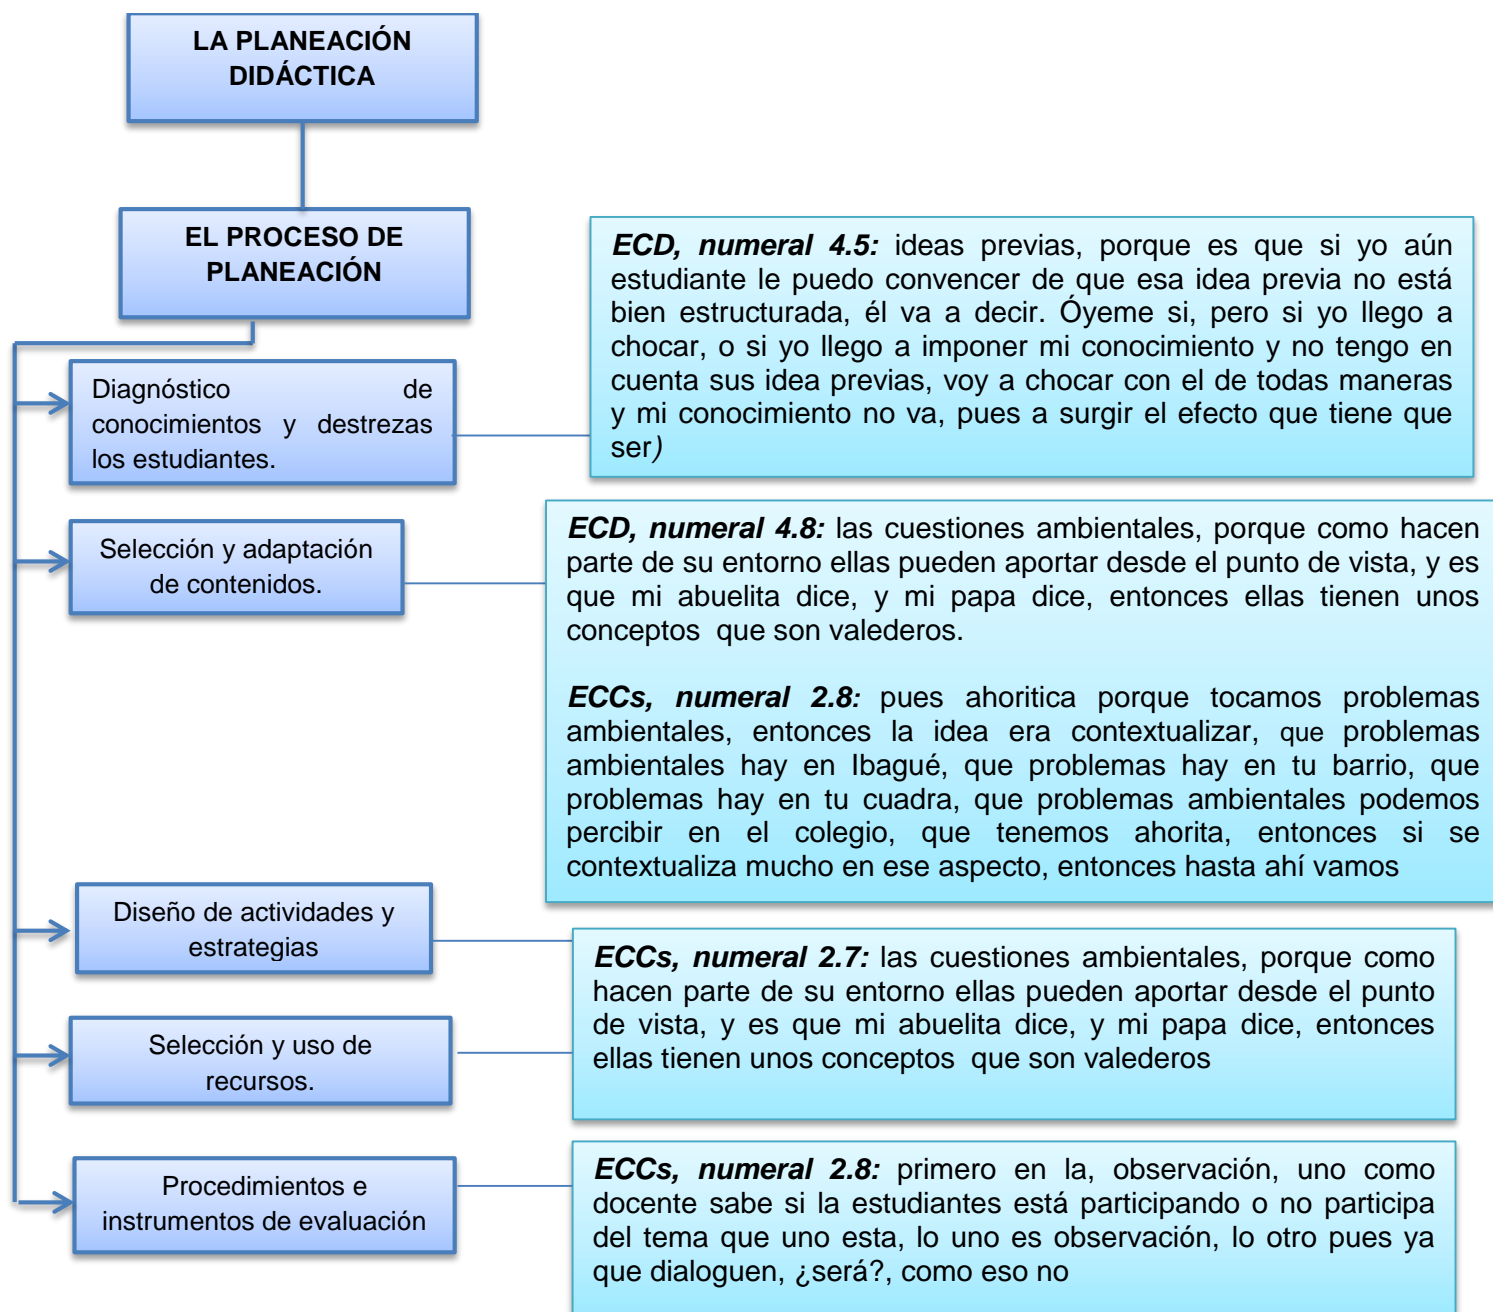 LA PLANEACIÓN
DIDÁCTICA
EL PROCESO DE
PLANEACIÓN
ECD, numeral 4.5: ideas previas, porque es que si yo aún
estudiante le puedo convencer de que esa idea previa no está
bien estructurada, él va a decir. Óyeme si, pero si yo llego a
chocar, o si yo llego a imponer mi conocimiento y no tengo en
cuenta sus idea previas, voy a chocar con el de todas maneras
y mi conocimiento no va, pues a surgir el efecto que tiene que
ser)
Diagnóstico de
conocimientos y destrezas
los estudiantes.
Selección y adaptación
de contenidos.
ECD, numeral 4.8: las cuestiones ambientales, porque como hacen
parte de su entorno ellas pueden aportar desde el punto de vista, y es
que mi abuelita dice, y mi papa dice, entonces ellas tienen unos
conceptos que son valederos.
ECCs, numeral 2.8: pues ahoritica porque tocamos problemas
ambientales, entonces la idea era contextualizar, que problemas
ambientales hay en Ibagué, que problemas hay en tu barrio, que
problemas hay en tu cuadra, que problemas ambientales podemos
percibir en el colegio, que tenemos ahorita, entonces si se
contextualiza mucho en ese aspecto, entonces hasta ahí vamos
Diseño de actividades y
estrategias
ECCs, numeral 2.7: las cuestiones ambientales, porque como
hacen parte de su entorno ellas pueden aportar desde el punto
de vista, y es que mi abuelita dice, y mi papa dice, entonces
ellas tienen unos conceptos que son valederos
Selección y uso de
recursos.
Procedimientos e
instrumentos de evaluación
ECCs, numeral 2.8: primero en la, observación, uno como
docente sabe si la estudiantes está participando o no participa
del tema que uno esta, lo uno es observación, lo otro pues ya
que dialoguen, ¿será?, como eso no